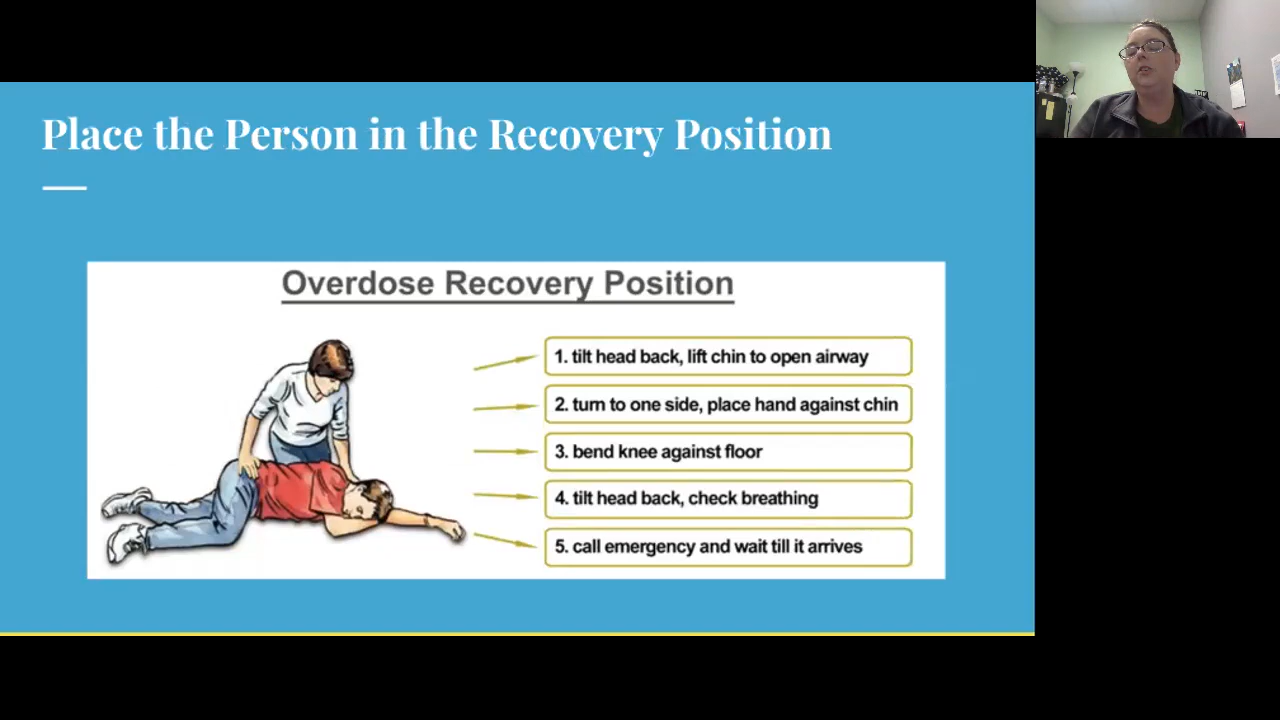 Place the Person in the Recovery Position
Overdose Recovery Position
1. tilt head back, lift chin to open airway
2. turn to one side, place hand against chin
3. bend knee against floor
4. tilt head back, check breathing
5. call emergency and wait till it arrives